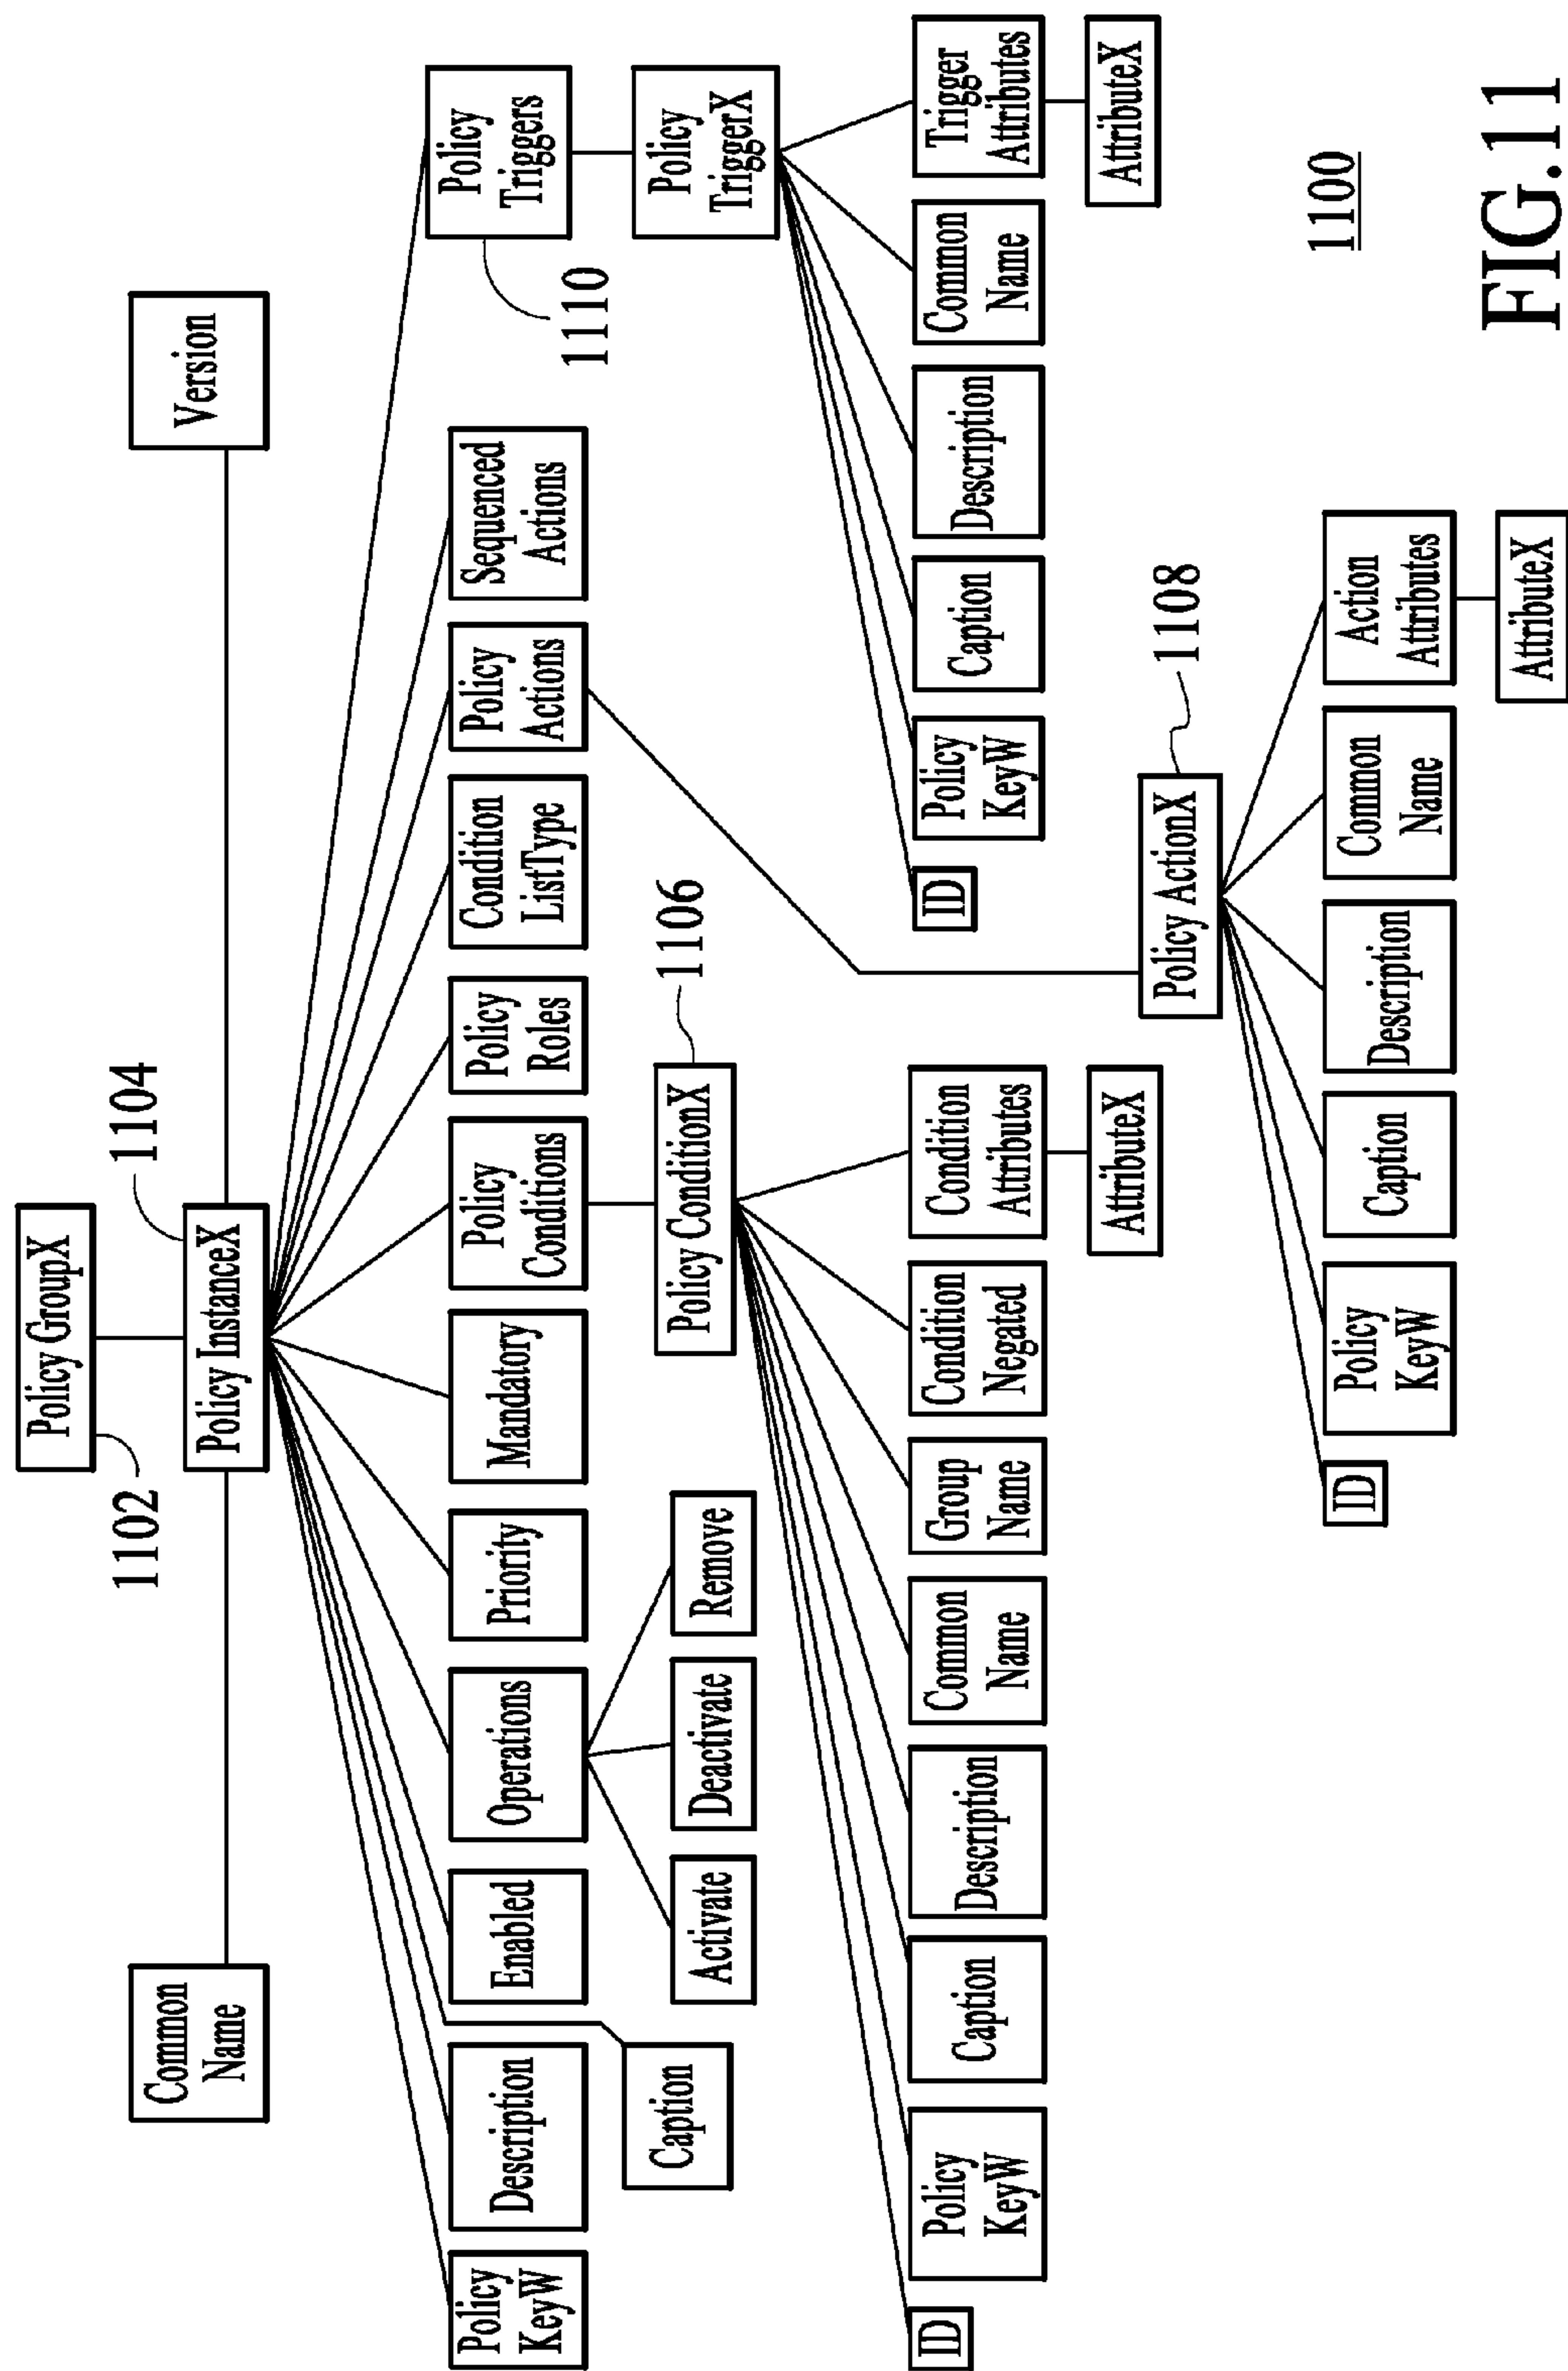 Policy GroupX
1102
1104
Common
Name
Policy InstanceX
Version
Policy
KeyW
Description
Caption
Enabled
Operations
Priority
Mandatory
Policy
Conditions
Policy
Roles
Condition
ListType
Policy
Actions
Sequenced
Actions
Policy
Triggers
1110
Activate
Deactivate
Remove
Policy ConditionX
1106
Policy
TriggerX
ID
Policy
KeyW
Caption
Description
Common
Name
Group
Name
Condition
Negated
Condition
Attributes
AttributeX
ID
Policy
KeyW
Caption
Description
Common
Name
Trigger
Attributes
AttributeX
Policy ActionX
1108
ID
Policy
KeyW
Caption
Description
Common
Name
Action
Attributes
AttributeX
1100
FIG.11